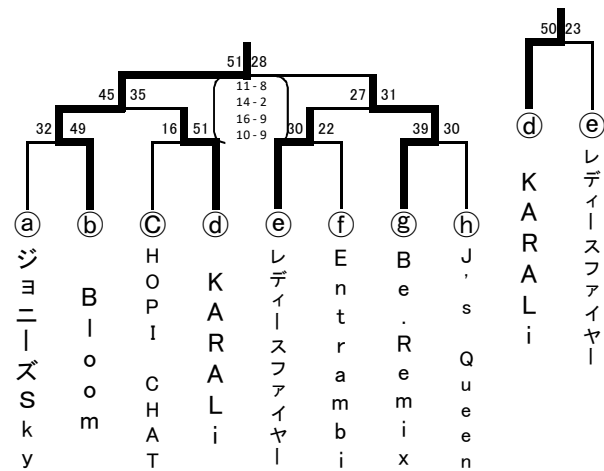 51 28
50 23
11-8
14-2
16-9
10-9
45 35
27 31
32 49
16 51
30 22
39 30
ⓐ ⓑ Ⓒ ⓓ ⓔ ⓕ ⓖ ⓗ
ⓓ ⓔ
ジョニーズSky
Bloom
HOPI CHAT
KARALi
レディースファイヤー
Entrambi
Be.Remix
J's Queen
KARALi
レディースファイヤー